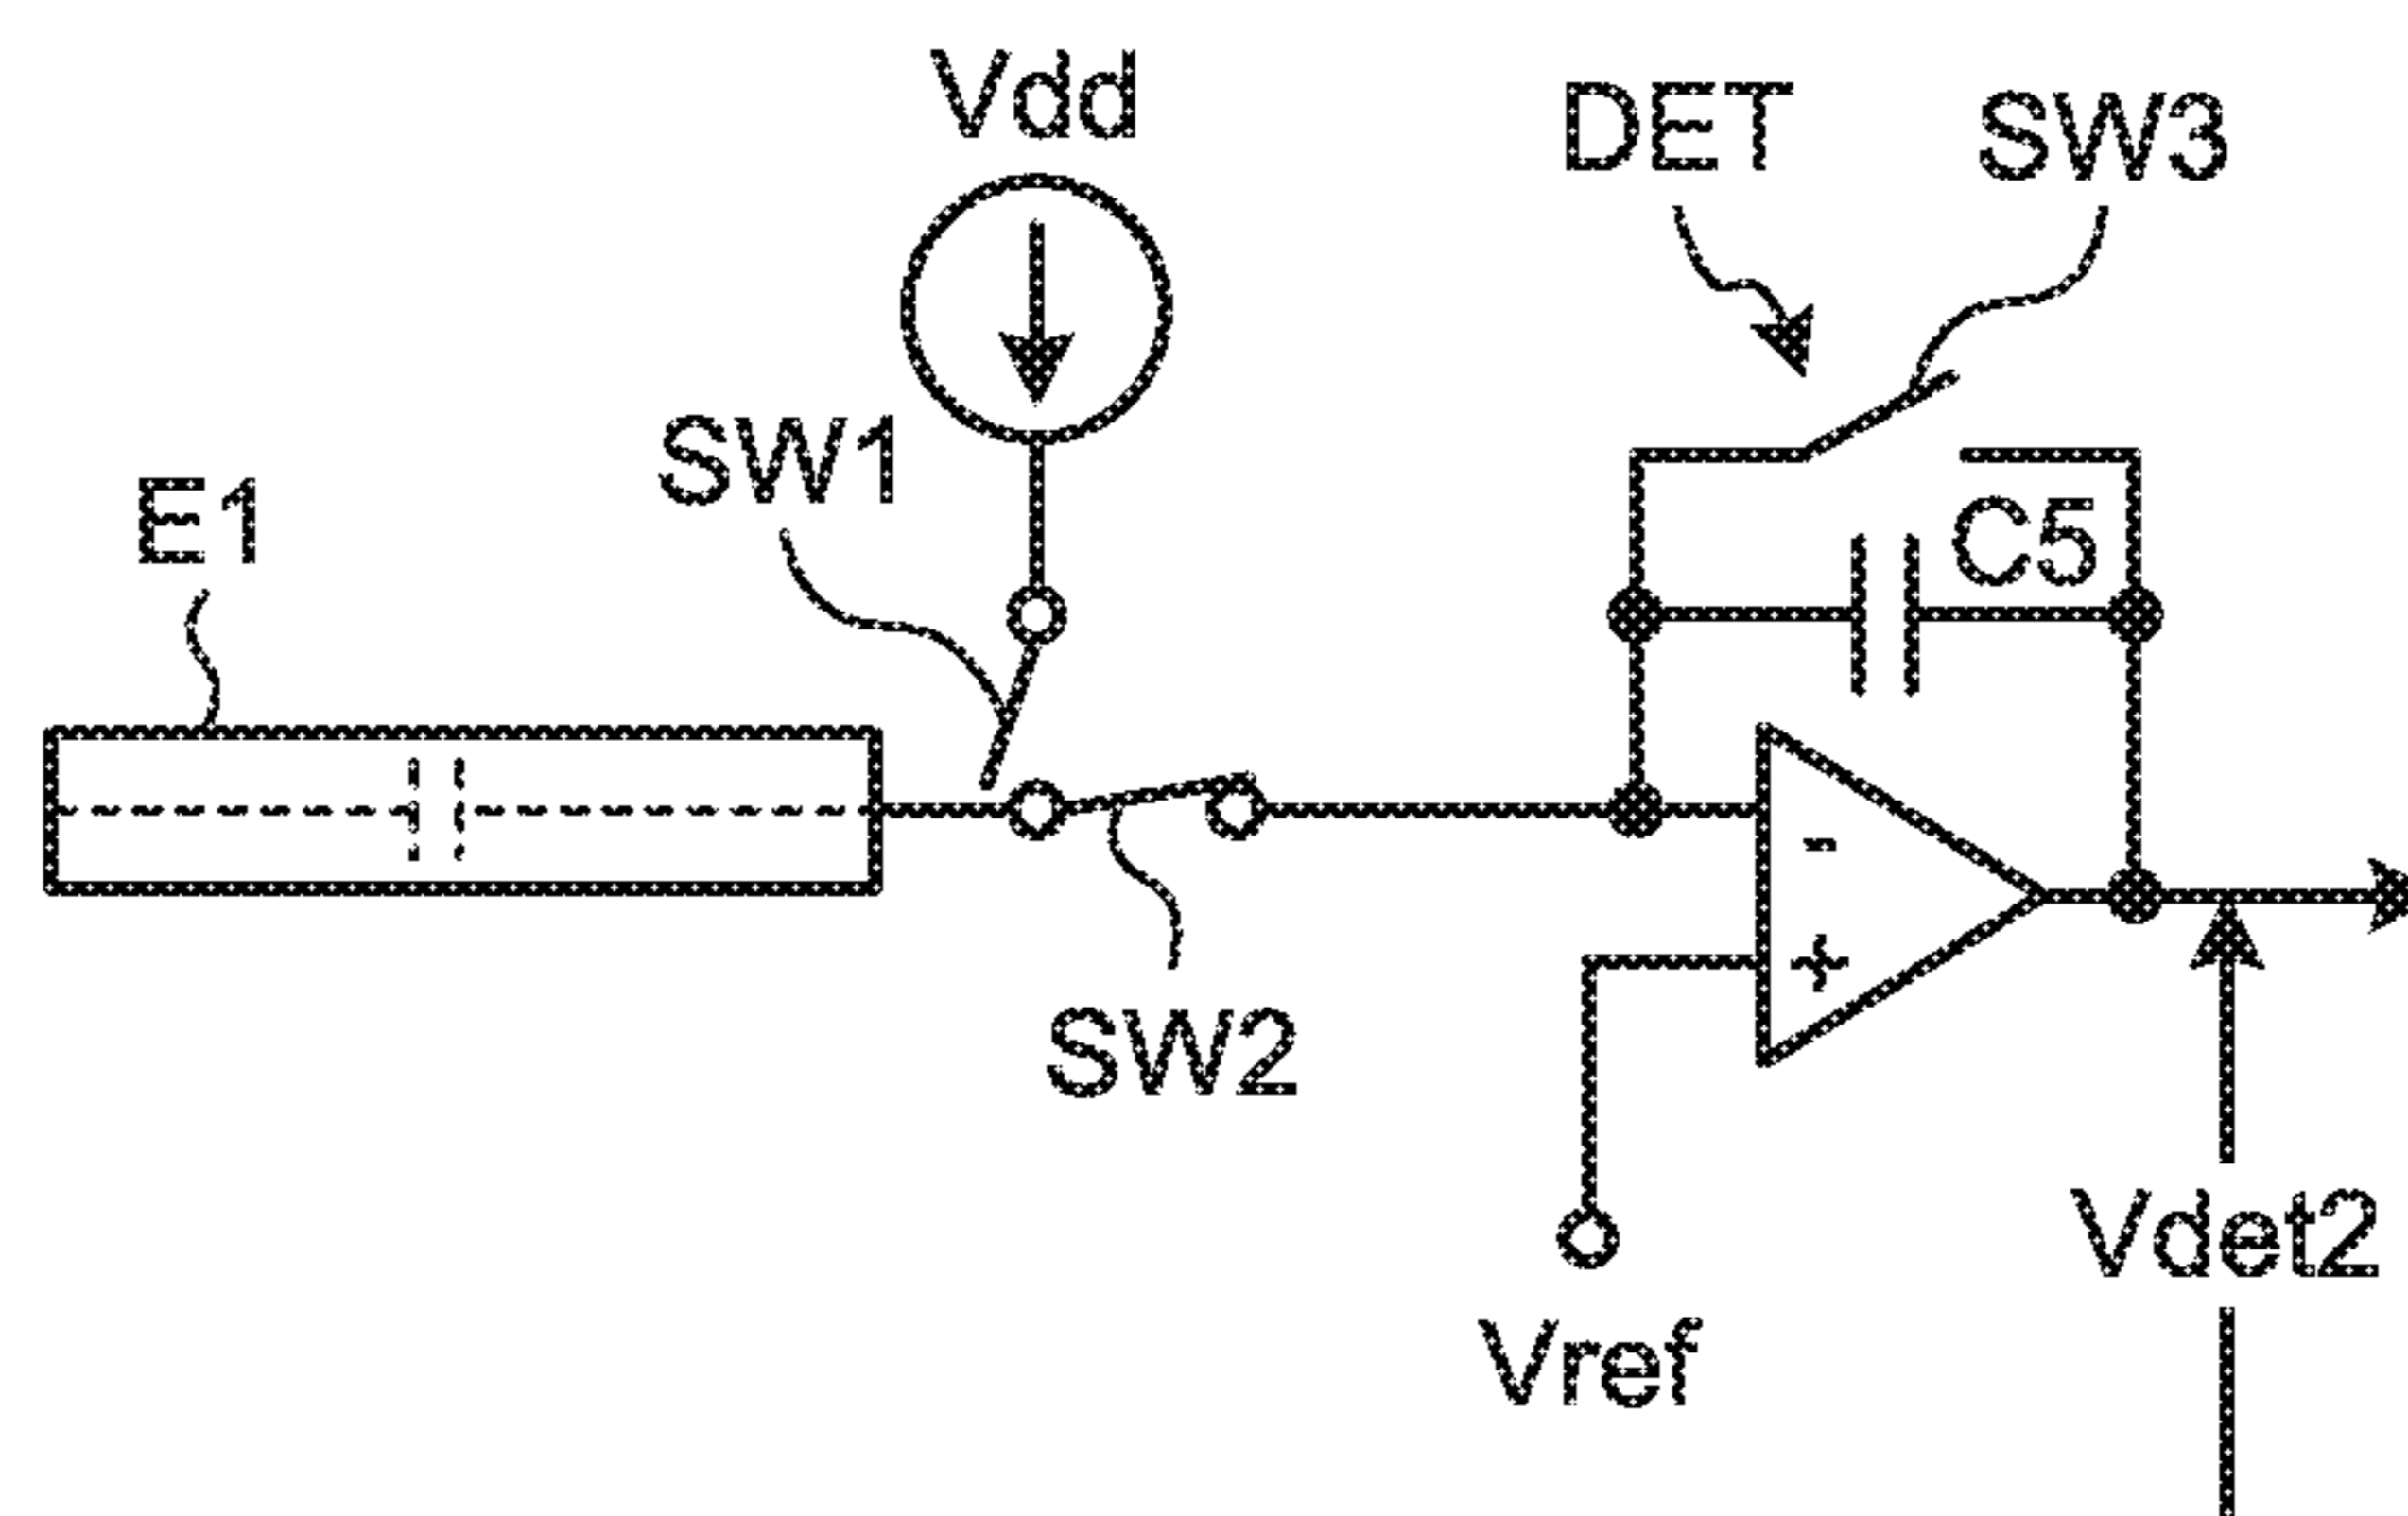 Vdd
DET
SW3
SW1
E1
C5
-
+
SW2
Vdet2
Vref